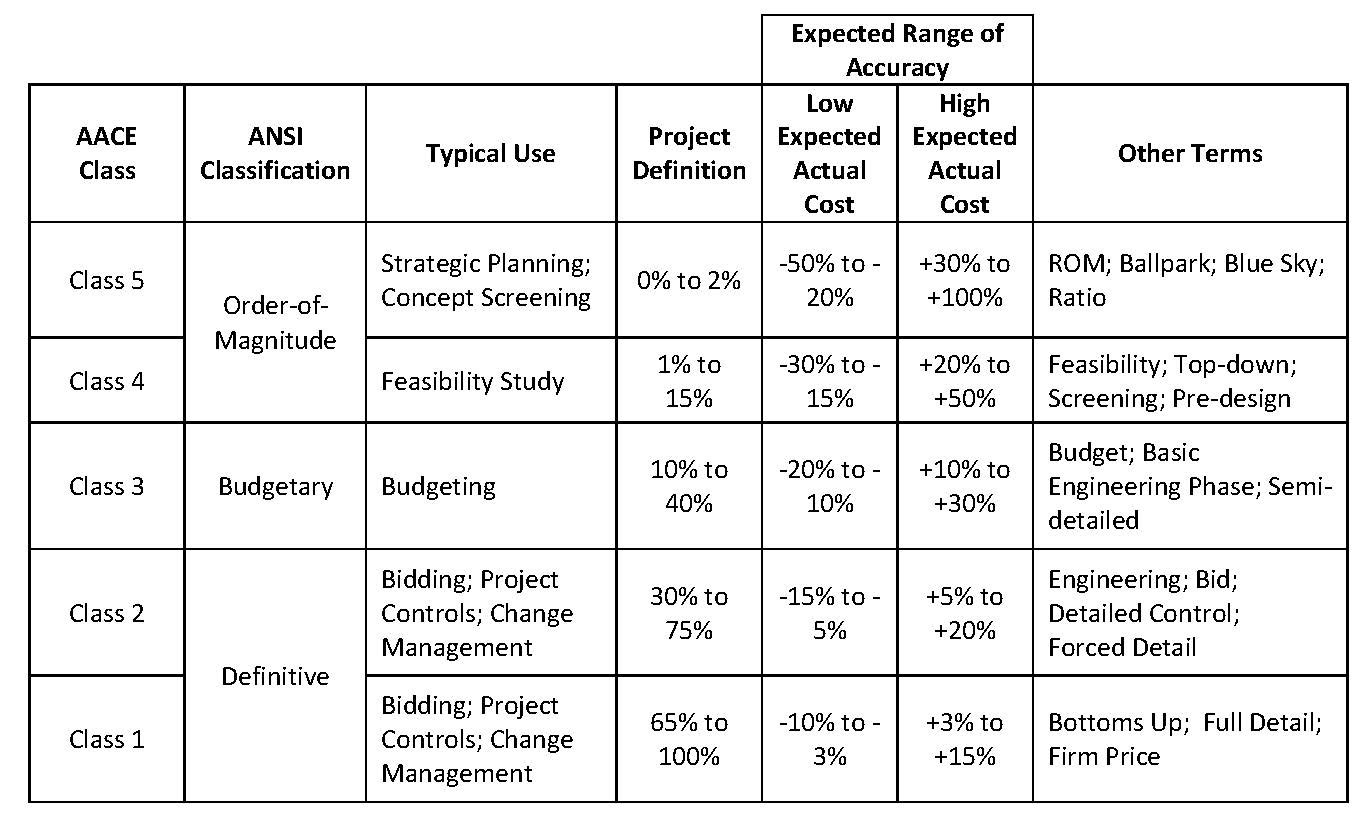 Expected Range of
Accuracy
AACE
Class
ANSI
Classification
Typical Use
Project
Definition
Low
Expected
Actual
Cost
High
Expected
Actual
Cost
Other Terms
Class 5
Order-of-
Magnitude
Strategic Planning;
Concept Screening
0% to 2%
-50% to -
20%
+30% to
+100%
ROM; Ballpark; Blue Sky;
Ratio
Class 4
Feasibility Study
1% to
15%
-30% to -
15%
+20% to
+50%
Feasibility; Top-down;
Screening; Pre-design
Class 3
Budgetary
Budgeting
10% to
40%
-20% to -
10%
+10% to
+30%
Budget; Basic
Engineering Phase; Semi-
detailed
Class 2
Definitive
Bidding; Project
Controls; Change
Management
30% to
75%
-15% to -
5%
+5% to
+20%
Engineering; Bid;
Detailed Control;
Forced Detail
Class 1
Bidding; Project
Controls; Change
Management
65% to
100%
-10% to -
3%
+3% to
+15%
Bottoms Up;  Full Detail;
Firm Price